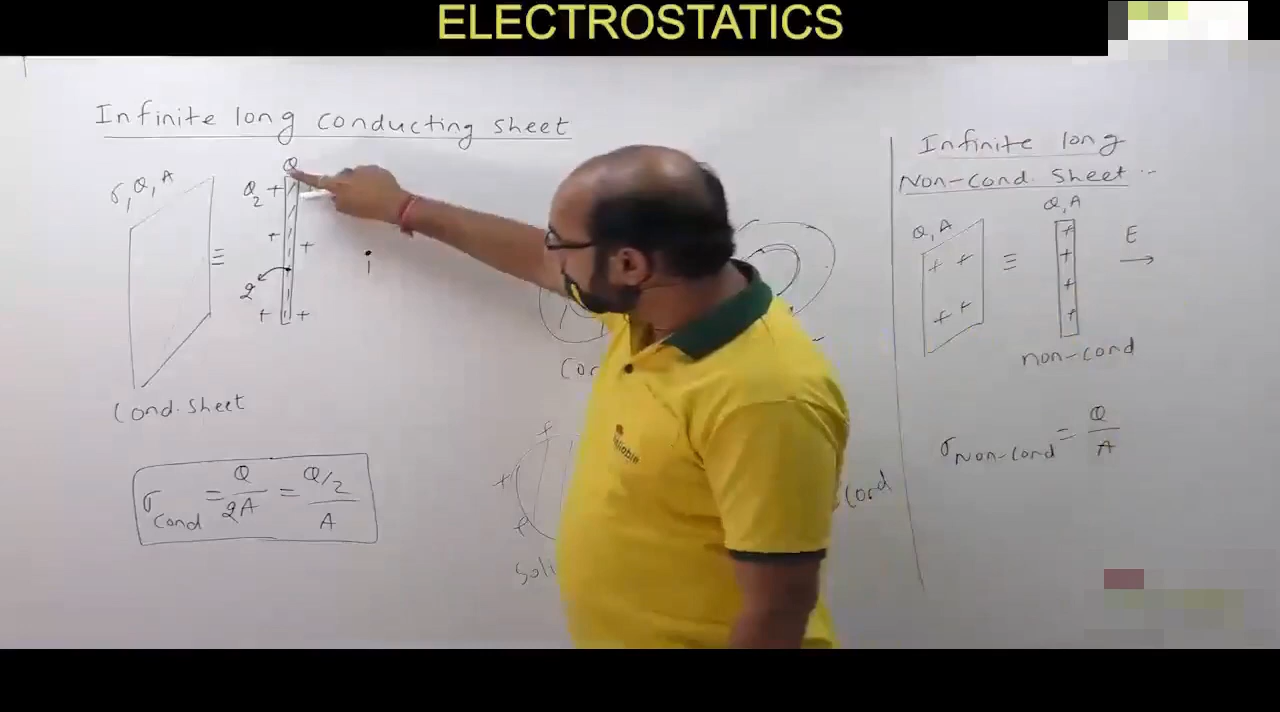 ELECTROSTATICS
Infinite long conducting sheet
σ, Q, A
≡
Q
Q/2
+
+ +
2
+ +
i
Cond. sheet
σCond = Q/2A = Q/2/A
Infinite long
Non-Cond. Sheet
Q, A
+ +
+ +
≡
Q, A
+
+
+
+
E
→
non-cond
σNon-cond = Q/A
cond